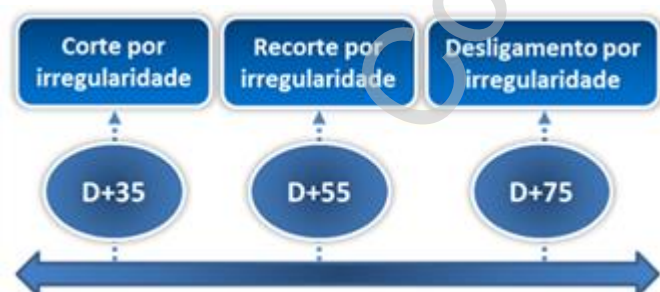 Corte por
irregularidade
Recorte por
irregularidade
Desligamento por
irregularidade
D+35
D+55
D+75